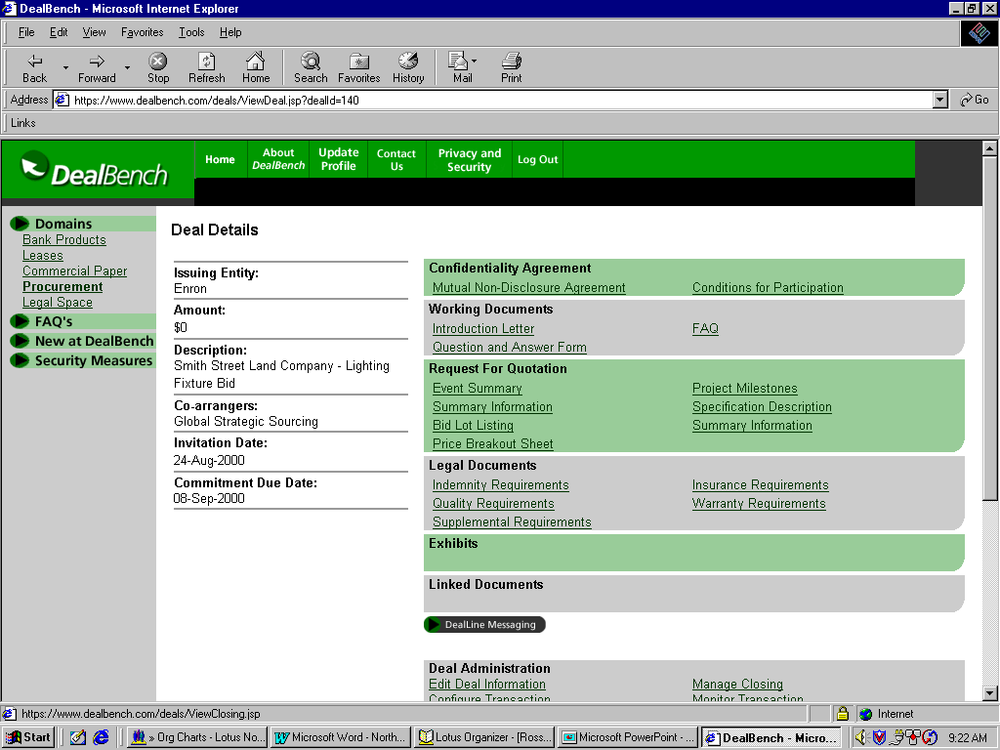 DealBench - Microsoft Internet Explorer
File Edit View Favorites Tools Help
Back Forward Stop Refresh Home Search Favorites History Mail Print
Address https://www.dealbench.com/deals/ViewDeal.jsp?dealId=140 Go
Links
DealBench
Home About DealBench Update Profile Contact Us Privacy and Security Log Out
Domains
Bank Products
Leases
Commercial Paper
Procurement
Legal Space
FAQ's
New at DealBench
Security Measures
Deal Details
Issuing Entity:
Enron
Amount:
$0
Description:
Smith Street Land Company - Lighting
Fixture Bid
Co-arrangers:
Global Strategic Sourcing
Invitation Date:
24-Aug-2000
Commitment Due Date:
08-Sep-2000
Confidentiality Agreement
Mutual Non-Disclosure Agreement Conditions for Participation
Working Documents
Introduction Letter FAQ
Question and Answer Form
Request For Quotation
Event Summary Project Milestones
Summary Information Specification Description
Bid Lot Listing Summary Information
Price Breakout Sheet
Legal Documents
Indemnity Requirements Insurance Requirements
Quality Requirements Warranty Requirements
Supplemental Requirements
Exhibits
Linked Documents
DealLine Messaging
Deal Administration
Edit Deal Information Manage Closing
Configure Transaction Monitor Transaction
https://www.dealbench.com/deals/ViewClosing.jsp Internet
Start » Org Charts - Lotus No... Microsoft Word - North... Lotus Organizer - [Ross... Microsoft PowerPoint - ... DealBench - Micro... 9:22 AM